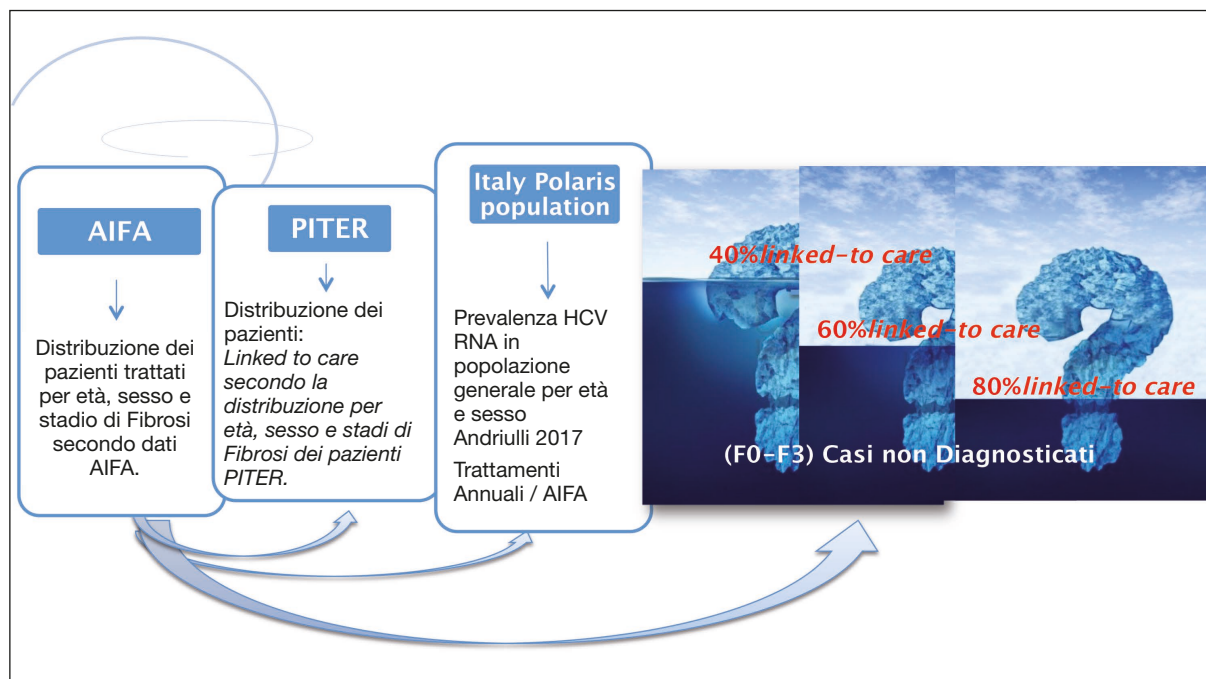 AIFA
Distribuzione dei
pazienti trattati
per età, sesso e
stadio di Fibrosi
secondo dati
AIFA.
PITER
Distribuzione dei
pazienti:
Linked to care
secondo la
distribuzione per
età, sesso e stadi di
Fibrosi dei pazienti
PITER.
Italy Polaris
population
Prevalenza HCV
RNA in
popolazione
generale per età
e sesso
Andriulli 2017
Trattamenti
Annuali / AIFA
40%linked-to care
60%linked-to care
80%linked-to care
(F0-F3) Casi non Diagnosticati